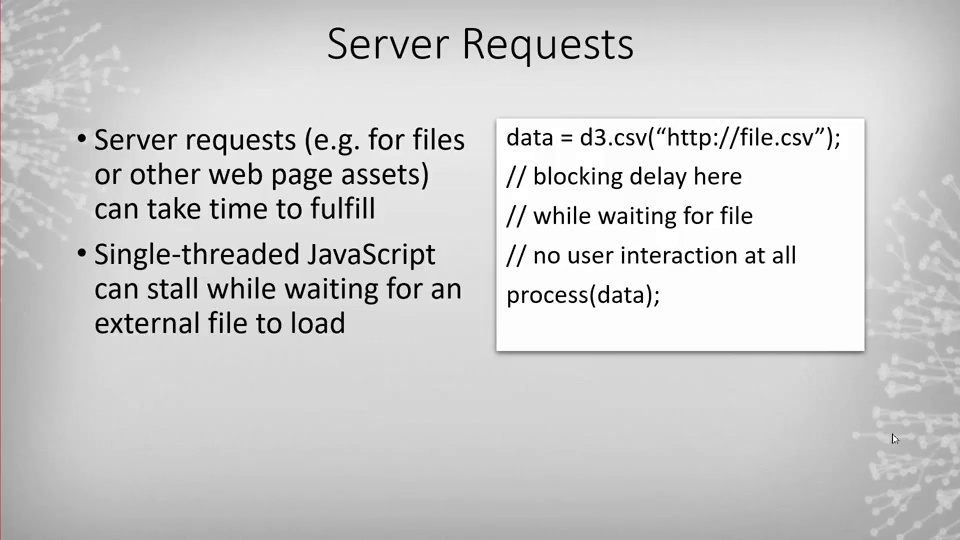 Server Requests
• Server requests (e.g. for files
or other web page assets)
can take time to fulfill
• Single-threaded JavaScript
can stall while waiting for an
external file to load
data = d3.csv(“http://file.csv”);
// blocking delay here
// while waiting for file
// no user interaction at all
process(data);